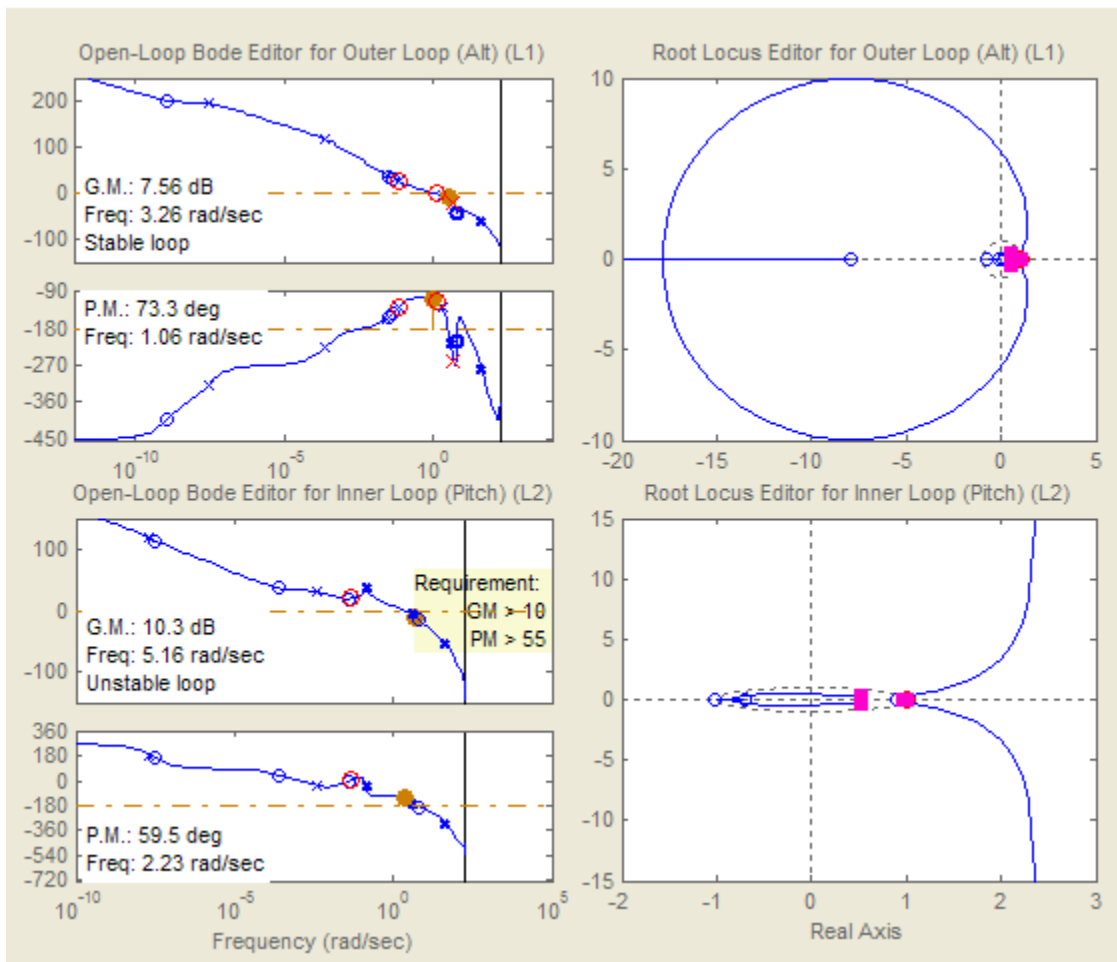 Open-Loop Bode Editor for Outer Loop (Alt) (L1)
200
100
0
-100
G.M.: 7.56 dB
Freq: 3.26 rad/sec
Stable loop
-90
-180
-270
-360
-450
P.M.: 73.3 deg
Freq: 1.06 rad/sec
10^-10
10^-5
10^0
Root Locus Editor for Outer Loop (Alt) (L1)
10
5
0
-5
-10
-20
-15
-10
-5
0
5
Open-Loop Bode Editor for Inner Loop (Pitch) (L2)
100
0
-100
Requirement:
GM > 10
PM > 55
G.M.: 10.3 dB
Freq: 5.16 rad/sec
Unstable loop
360
180
0
-180
-360
-540
-720
P.M.: 59.5 deg
Freq: 2.23 rad/sec
10^-10
10^-5
10^0
10^5
Frequency (rad/sec)
Root Locus Editor for Inner Loop (Pitch) (L2)
15
10
5
0
-5
-10
-15
-2
-1
0
1
2
3
Real Axis